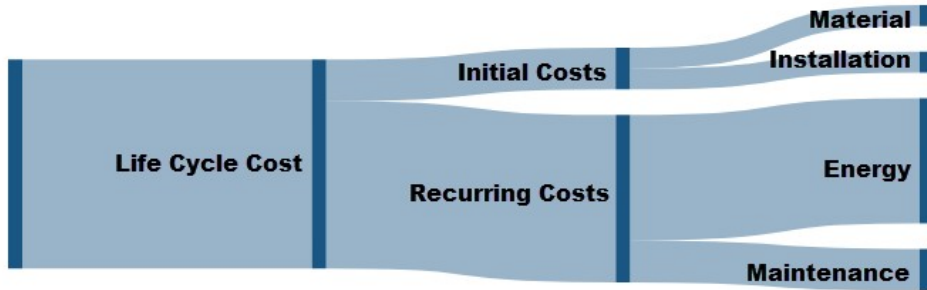 Material
Initial Costs
Installation
Life Cycle Cost
Recurring Costs
Energy
Maintenance